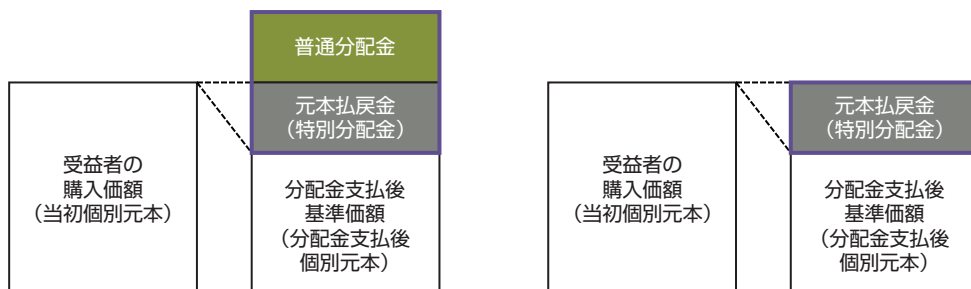 普通分配金
元本払戻金
（特別分配金）
受益者の
購入価額
（当初個別元本）
分配金支払後
基準価額
（分配金支払後
個別元本）
元本払戻金
（特別分配金）
受益者の
購入価額
（当初個別元本）
分配金支払後
基準価額
（分配金支払後
個別元本）